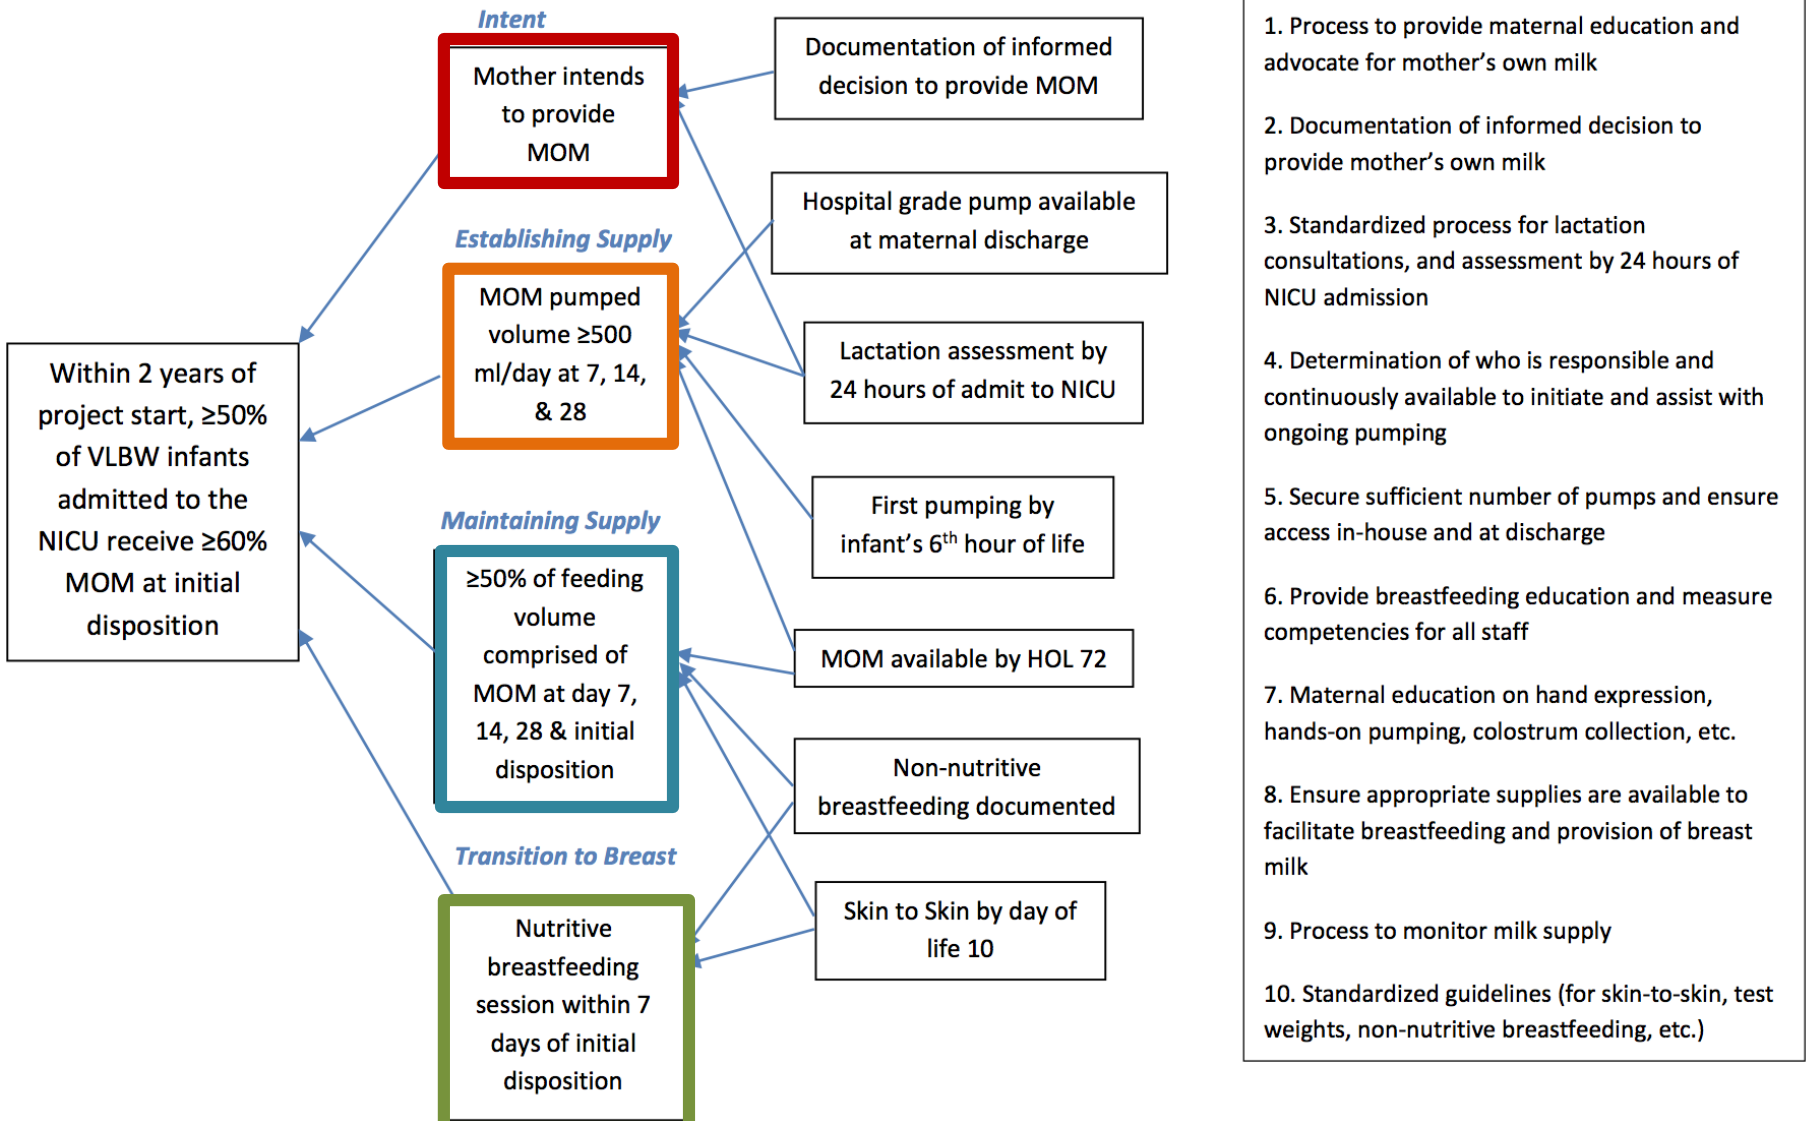 Within 2 years of
project start, ≥50%
of VLBW infants
admitted to the
NICU receive ≥60%
MOM at initial
disposition
Intent
Mother intends
to provide
MOM
Establishing Supply
MOM pumped
volume ≥500
ml/day at 7, 14,
& 28
Maintaining Supply
≥50% of feeding
volume
comprised of
MOM at day 7,
14, 28 & initial
disposition
Transition to Breast
Nutritive
breastfeeding
session within 7
days of initial
disposition
Documentation of informed
decision to provide MOM
Hospital grade pump available
at maternal discharge
Lactation assessment by
24 hours of admit to NICU
First pumping by
infant’s 6th hour of life
MOM available by HOL 72
Non-nutritive
breastfeeding documented
Skin to Skin by day of
life 10
1. Process to provide maternal education and
advocate for mother’s own milk
2. Documentation of informed decision to
provide mother’s own milk
3. Standardized process for lactation
consultations, and assessment by 24 hours of
NICU admission
4. Determination of who is responsible and
continuously available to initiate and assist with
ongoing pumping
5. Secure sufficient number of pumps and ensure
access in-house and at discharge
6. Provide breastfeeding education and measure
competencies for all staff
7. Maternal education on hand expression,
hands-on pumping, colostrum collection, etc.
8. Ensure appropriate supplies are available to
facilitate breastfeeding and provision of breast
milk
9. Process to monitor milk supply
10. Standardized guidelines (for skin-to-skin, test
weights, non-nutritive breastfeeding, etc.)